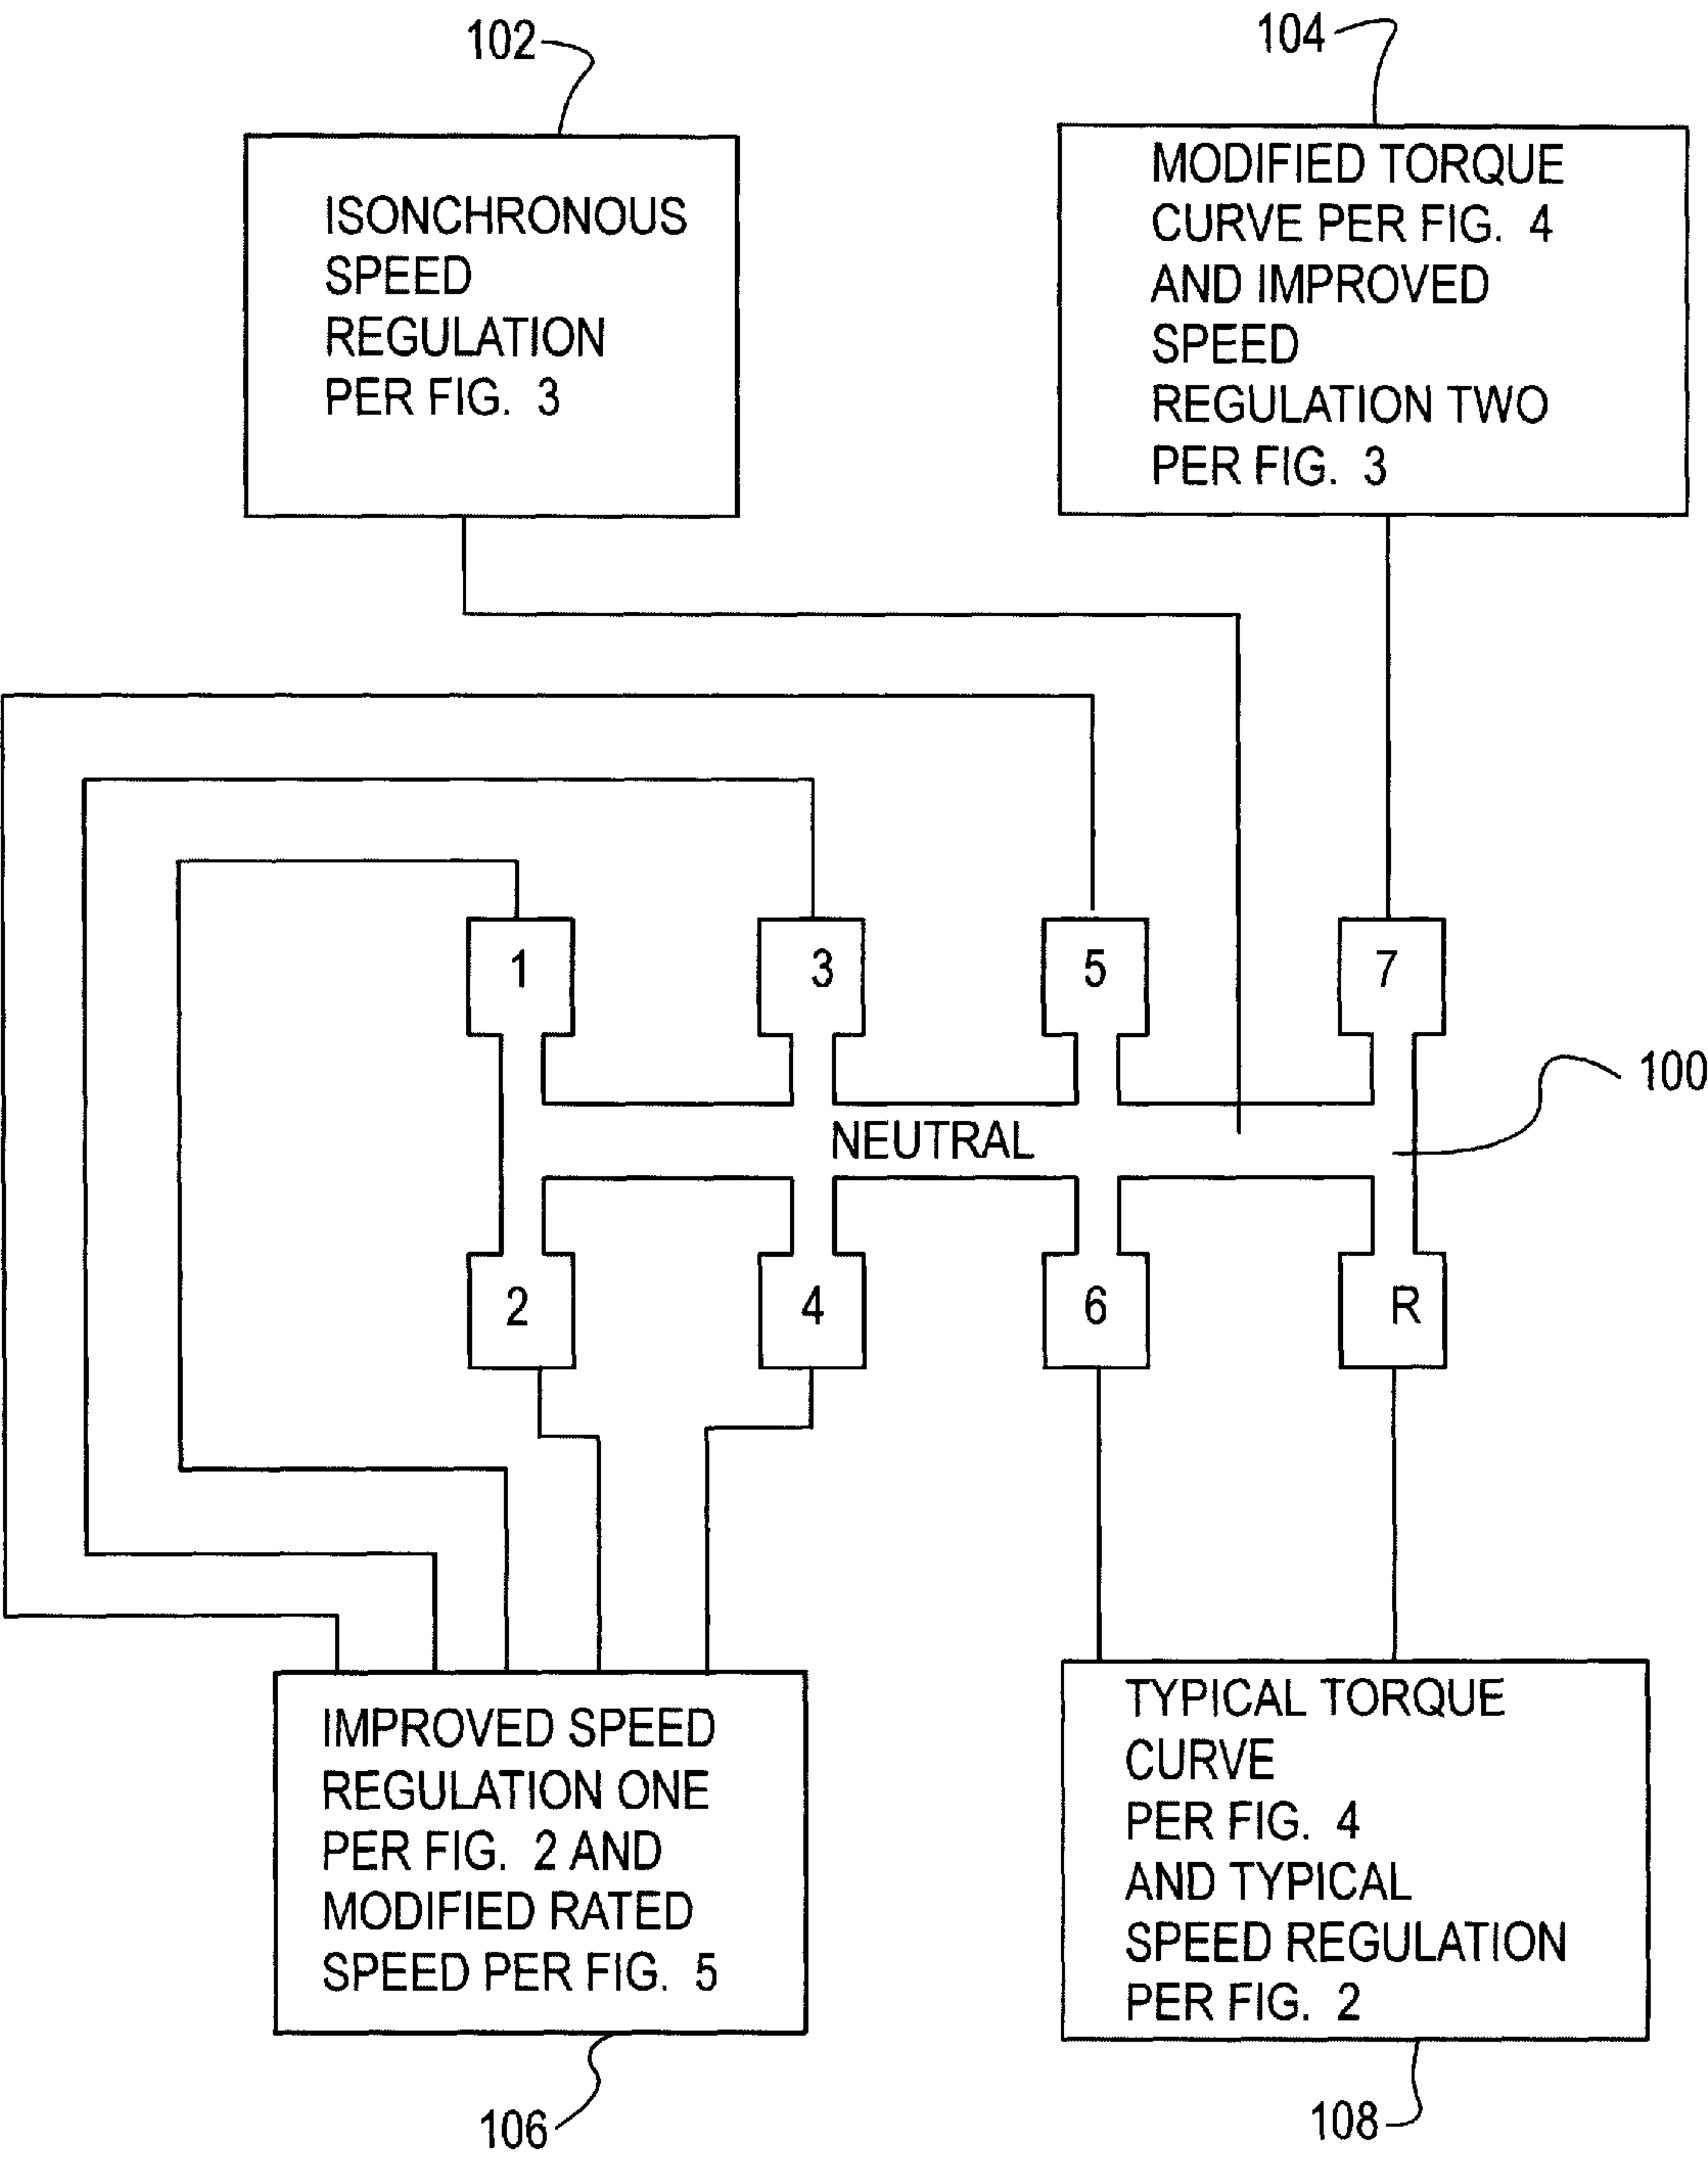 102
104
ISONCHRONOUS
SPEED
REGULATION
PER FIG. 3
MODIFIED TORQUE
CURVE PER FIG. 4
AND IMPROVED
SPEED
REGULATION TWO
PER FIG. 3
1
3
5
7
100
NEUTRAL
2
4
6
R
IMPROVED SPEED
REGULATION ONE
PER FIG. 2 AND
MODIFIED RATED
SPEED PER FIG. 5
TYPICAL TORQUE
CURVE
PER FIG. 4
AND TYPICAL
SPEED REGULATION
PER FIG. 2
106
108